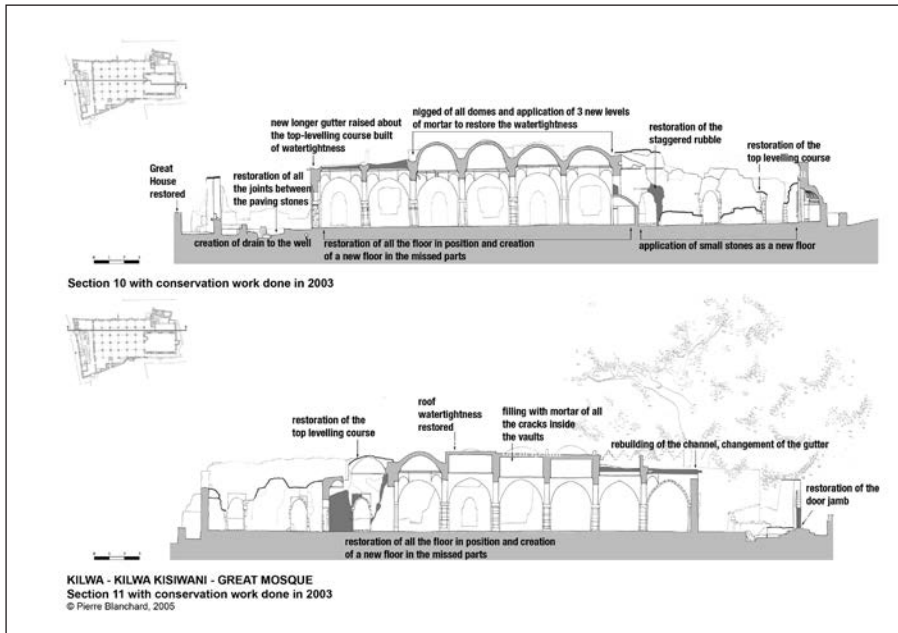 nigged of all domes and application of 3 new levels
of mortar to restore the watertightness
new longer gutter raised about
the top-levelling course built
of watertightness
restoration of the
staggered rubble
restoration of the
top levelling course
Great
House
restored
restoration of all
the joints between
the paving stones
creation of drain to the well
restoration of all the floor in position and creation
of a new floor in the missed parts
application of small stones as a new floor
Section 10 with conservation work done in 2003
roof
watertightness
restored
filling with mortar of all
the cracks inside
the vaults
restoration of the
top levelling course
rebuilding of the channel, changement of the gutter
restoration of the
door jamb
restoration of all the floor in position and creation
of a new floor in the missed parts
KILWA - KILWA KISIWANI - GREAT MOSQUE
Section 11 with conservation work done in 2003
© Pierre Blanchard, 2005